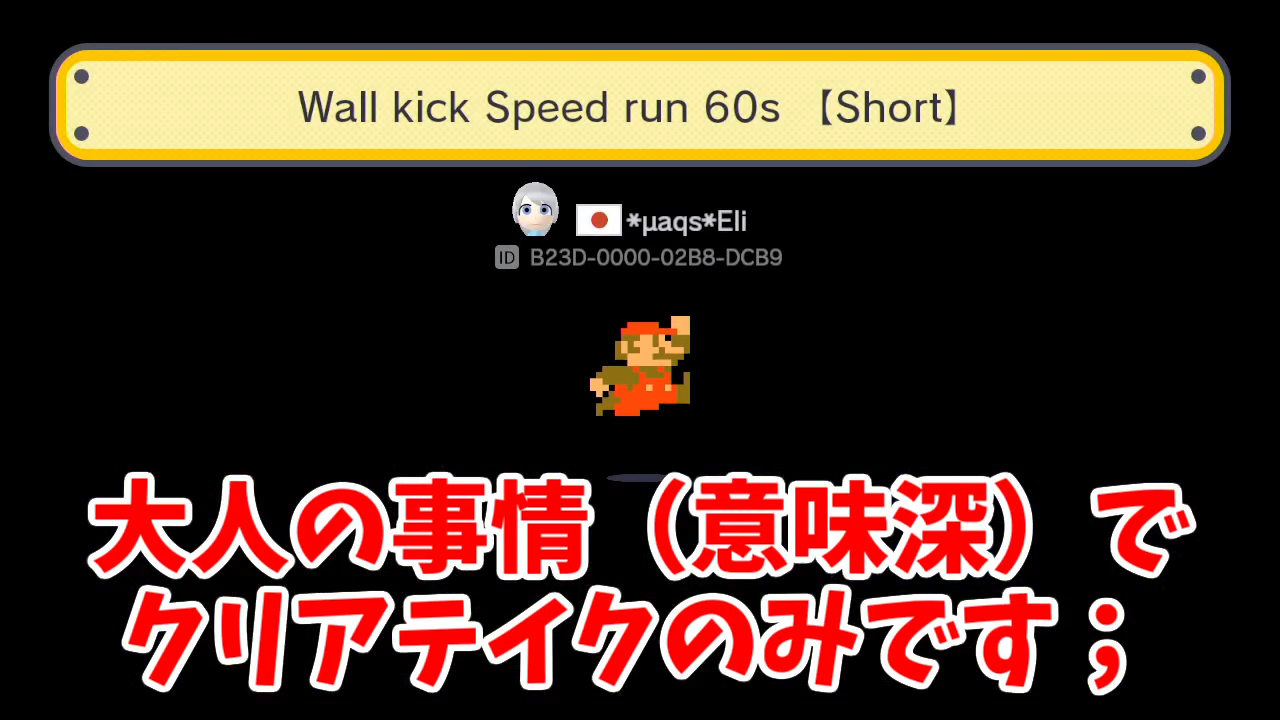 Wall kick Speed run 60s 【Short】
*µaqs*Eli
ID B23D-0000-02B8-DCB9
大人の事情（意味深）で
クリアテイクのみです；